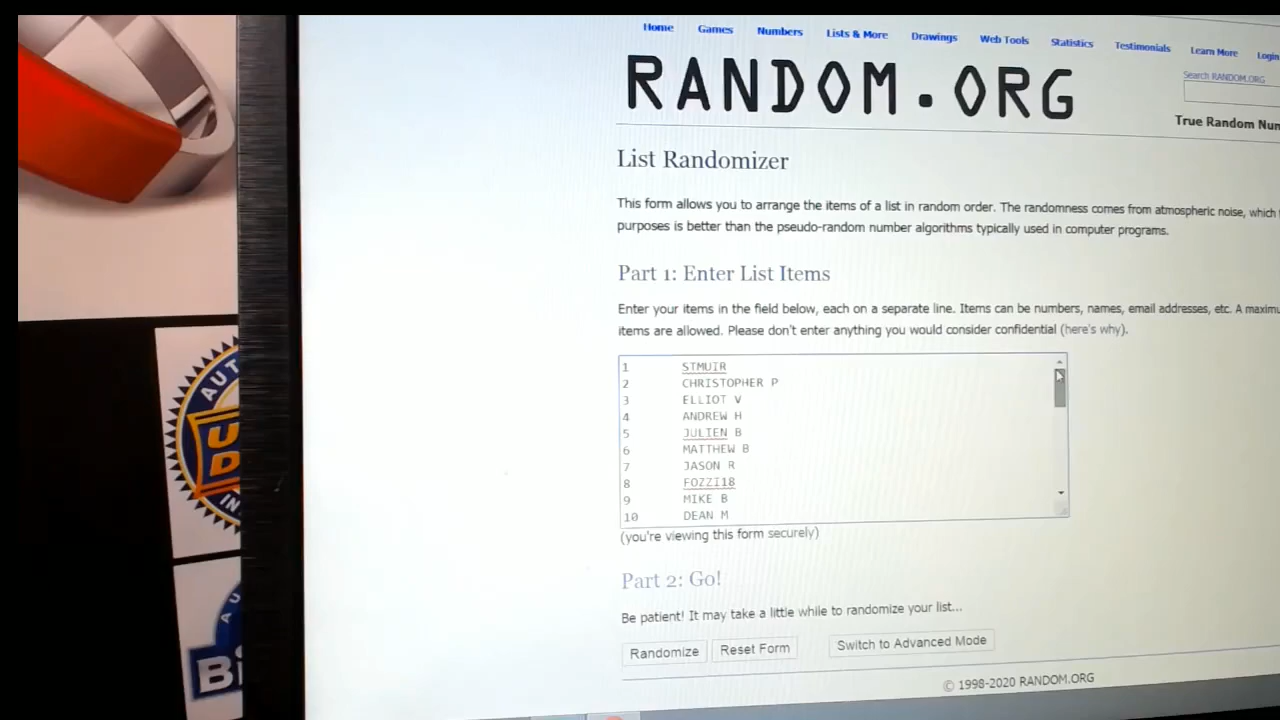 Home Games Numbers Lists & More Drawings Web Tools Statistics Testimonials Learn More Login
RANDOM.ORG
Search RANDOM.ORG
True Random
List Randomizer
This form allows you to arrange the items of a list in random order. The randomness comes from atmospheric noise, which
purposes is better than the pseudo-random number algorithms typically used in computer programs.
Part 1: Enter List Items
Enter your items in the field below, each on a separate line. Items can be numbers, names, email addresses, etc. A
items are allowed. Please don't enter anything you would consider confidential (here's why).
1 STMUIR
2 CHRISTOPHER P
3 ELLIOT V
4 ANDREW H
5 JULIEN B
6 MATTHEW B
7 JASON R
8 FOZZI18
9 MIKE B
10 DEAN M
(you're viewing this form securely)
Part 2: Go!
Be patient! It may take a little while to randomize your list...
Randomize Reset Form Switch to Advanced Mode
© 1998-2020 RANDOM.ORG